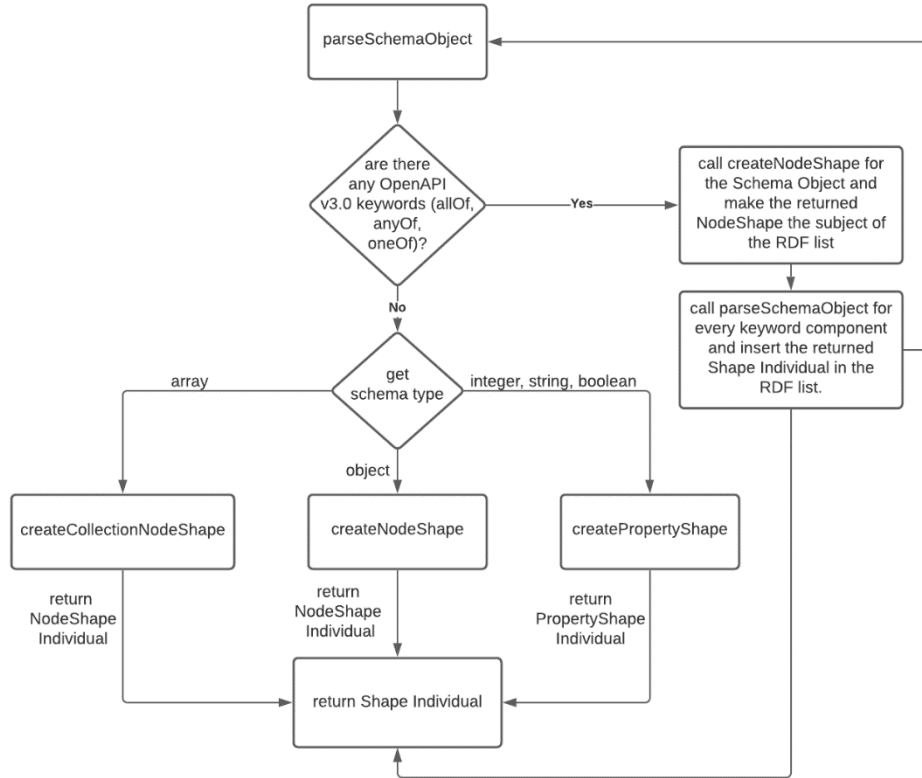 parseSchemaObject
are there
any OpenAPI
v3.0 keywords (allOf,
anyOf,
oneOf)?
Yes
call createNodeShape for
the Schema Object and
make the returned
NodeShape the subject of
the RDF list
No
call parseSchemaObject for
every keyword component
and insert the returned
Shape Individual in the
RDF list.
get
schema type
array
integer, string, boolean
object
createCollectionNodeShape
createNodeShape
createPropertyShape
return
NodeShape
Individual
return
NodeShape
Individual
return
PropertyShape
Individual
return Shape Individual